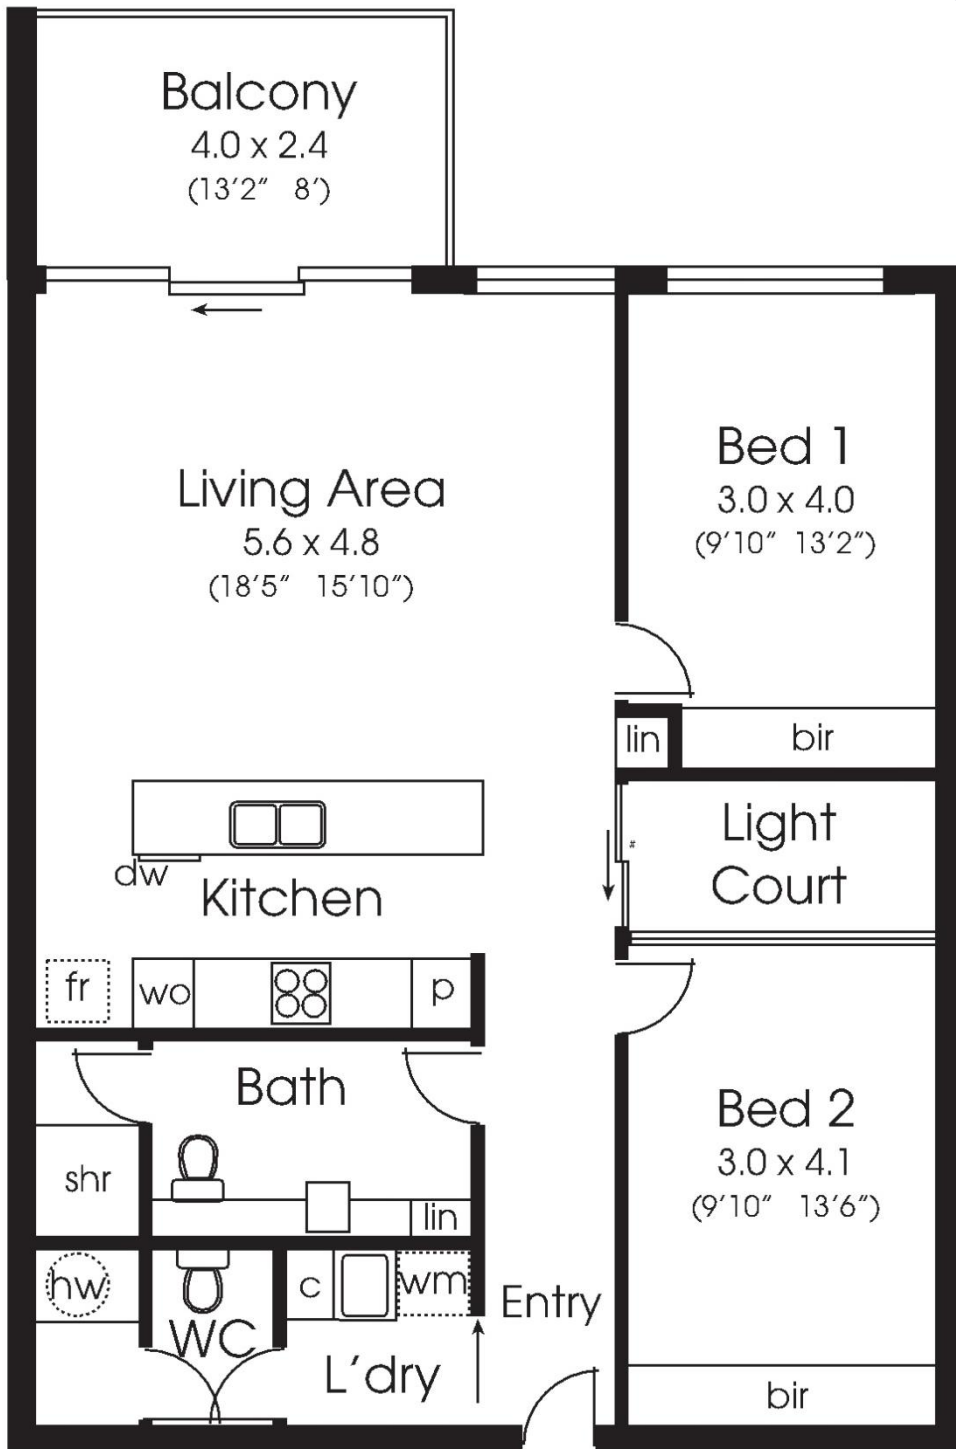 Balcony
4.0 x 2.4
(13’2” 8’)
Living Area
5.6 x 4.8
(18’5” 15’10”)
Bed 1
3.0 x 4.0
(9’10” 13’2”)
lin
bir
Light
Court
dw
Kitchen
fr
wo
p
Bath
shr
lin
Bed 2
3.0 x 4.1
(9’10” 13’6”)
hw
WC
c
wm
L’dry
Entry
bir